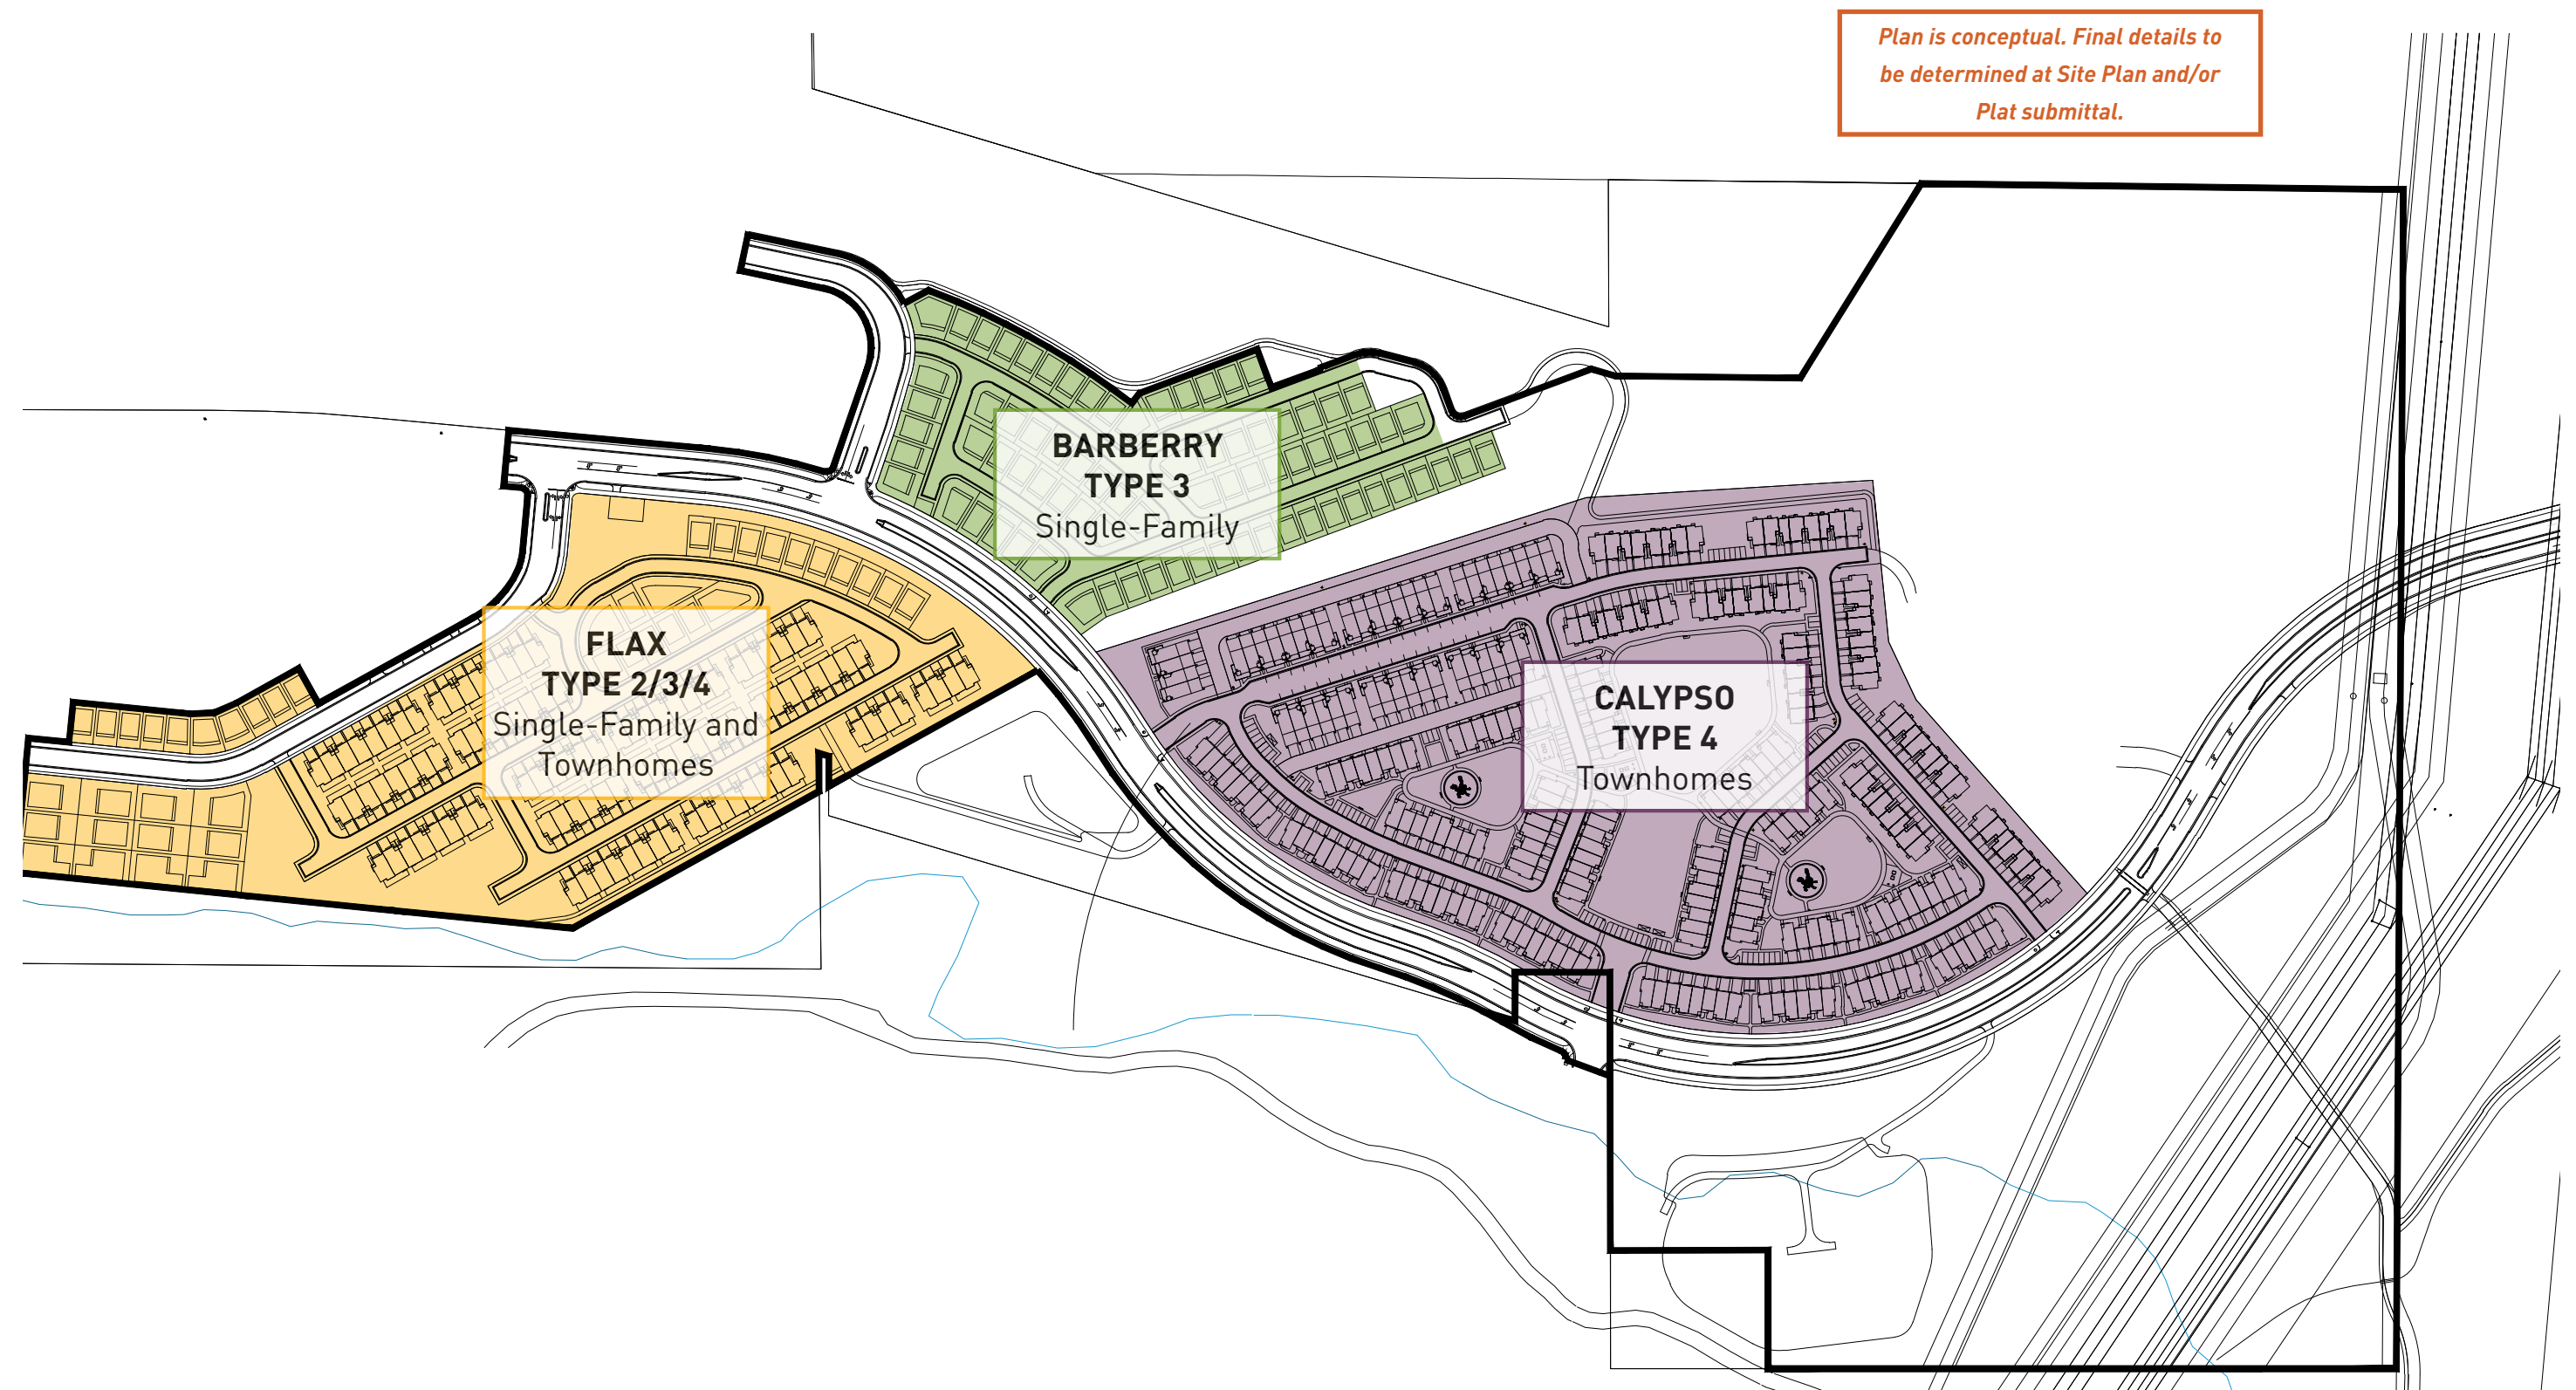 Plan is conceptual. Final details to
be determined at Site Plan and/or
Plat submittal.
BARBERRY
TYPE 3
Single-Family
FLAX
TYPE 2/3/4
Single-Family and
Townhomes
CALYPSO
TYPE 4
Townhomes